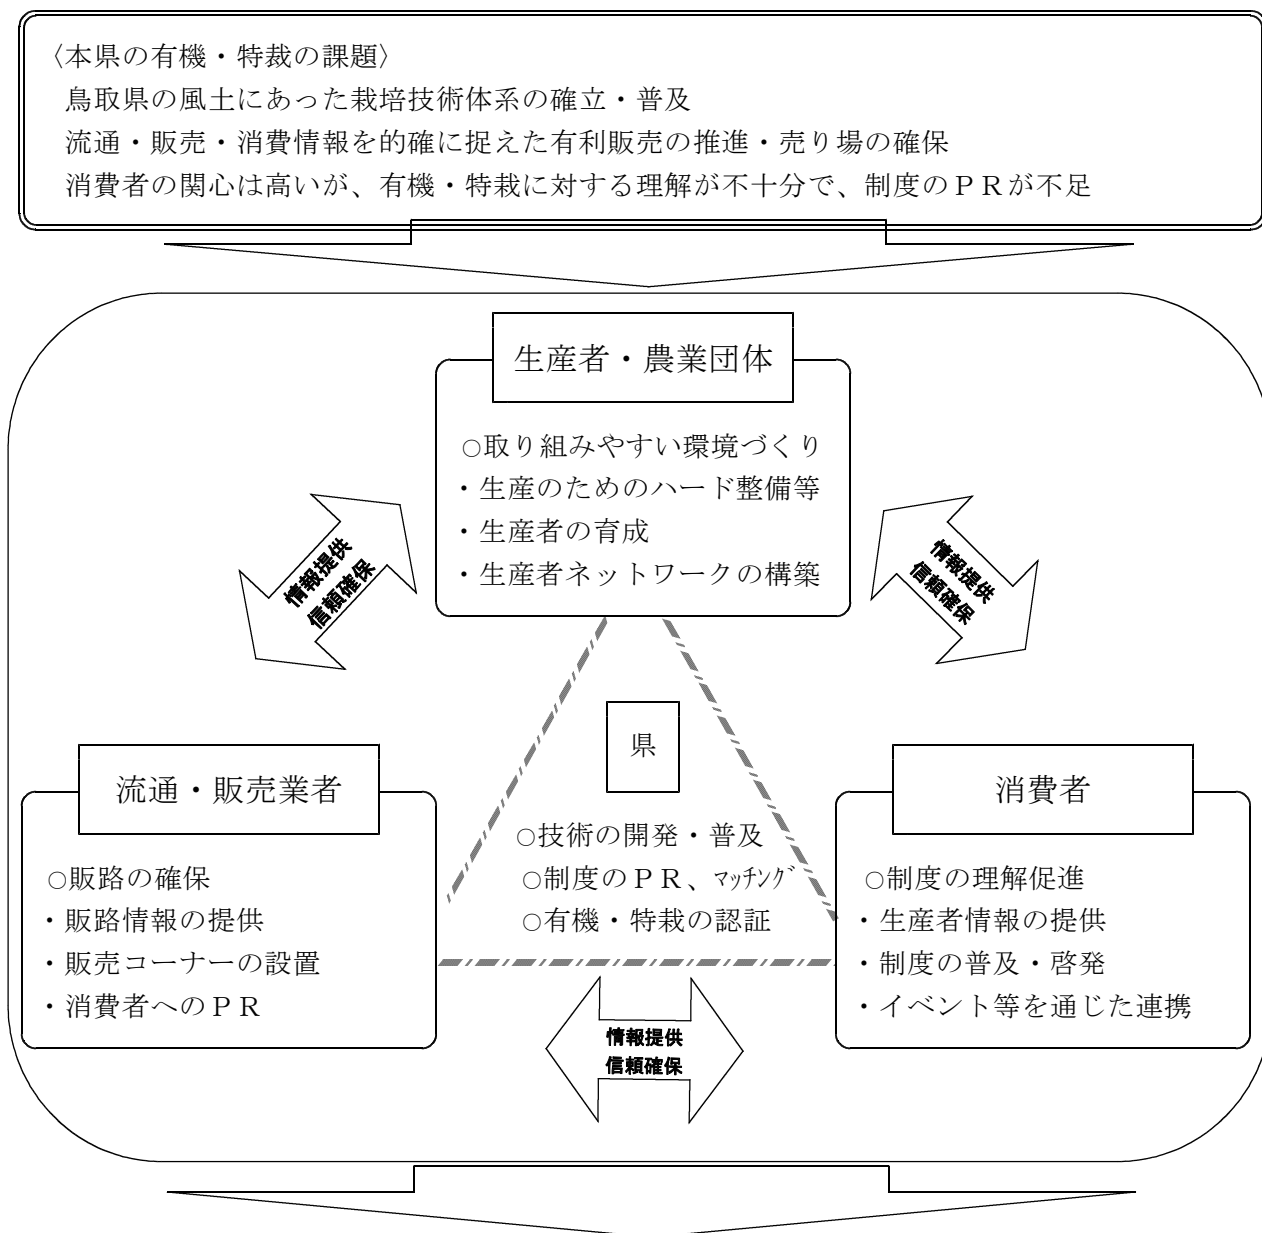 〈本県の有機・特裁の課題〉
鳥取県の風土にあった栽培技術体系の確立・普及
流通・販売・消費情報を的確に捉えた有利販売の推進・売り場の確保
消費者の関心は高いが、有機・特栽に対する理解が不十分で、制度のＰＲが不足
生産者・農業団体
○取り組みやすい環境づくり
・生産のためのハード整備等
・生産者の育成
・生産者ネットワークの構築
情報提供
信頼確保
情報提供
信頼確保
県
○技術の開発・普及
○制度のＰＲ、ﾏｯﾁﾝｸﾞ
○有機・特栽の認証
流通・販売業者
○販路の確保
・販路情報の提供
・販売コーナーの設置
・消費者へのＰＲ
消費者
○制度の理解促進
・生産者情報の提供
・制度の普及・啓発
・イベント等を通じた連携
情報提供
信頼確保